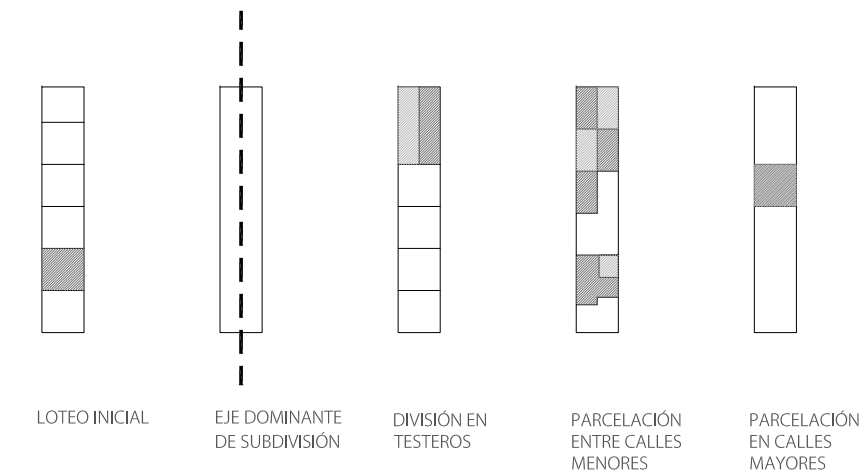 LOTEO INICIAL
EJE DOMINANTE
DE SUBDIVISIÓN
DIVISIÓN EN
TESTEROS
PARCELACIÓN
ENTRE CALLES
MENORES
PARCELACIÓN
EN CALLES
MAYORES